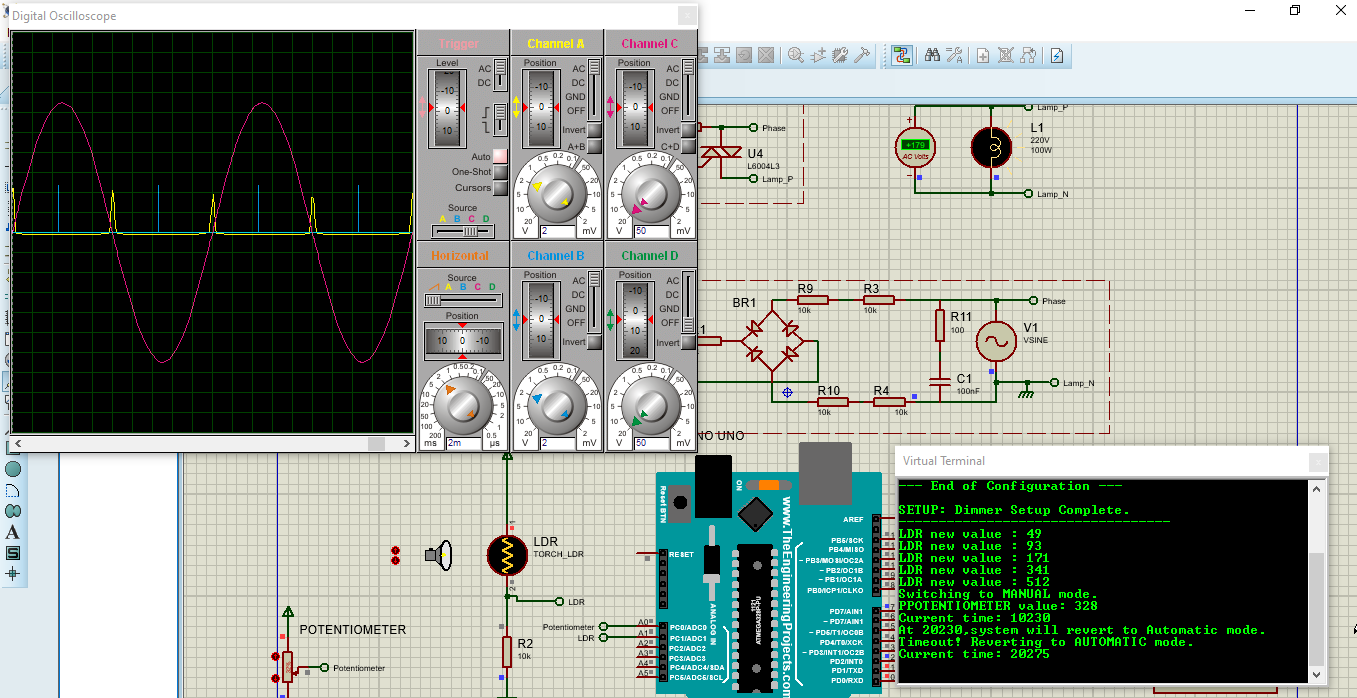 Digital Oscilloscope
Trigger
Level
AC
DC
-10
0
10
Auto
One-Shot
Cursors
Source
A B C D
Channel A
Position
AC
DC
GND
OFF
Invert
A+B
-10
0
10
V
2
mV
Channel C
Position
AC
DC
GND
OFF
Invert
C+D
-10
0
10
V
50
mV
Horizontal
Source
A B C D
Position
10 0 -10
ms
2m
µs
Channel B
Position
AC
DC
GND
OFF
Invert
-10
0
10
V
2
mV
Channel D
Position
AC
DC
GND
OFF
Invert
-10
0
10
20
V
50
mV
Phase
U4
L6004L3
Lamp_P
Lamp_P
+179
AC Volts
L1
220V
100W
Lamp_N
BR1
R9
10k
R3
10k
Phase
R11
100
V1
VSINE
C1
100nF
Lamp_N
R10
10k
R4
10k
NO UNO
LDR
TORCH_LDR
LDR
R2
10k
POTENTIOMETER
Potentiometer
Potentiometer
LDR
A0
A1
A2
A3
A4
A5
Reset BTN
ON
RESET
ANALOG IN
PC0/ADC0
PC1/ADC1
PC2/ADC2
PC3/ADC3
PC4/ADC4/SDA
PC5/ADC5/SCL
1121
ATMEGA328P-PU
www.TheEngineeringProjects.com
AREF
PB5/SCK
PB4/MISO
~ PB3/MOSI/OC2A
~ PB2/OC1B
~ PB1/OC1A
PB0/ICP1/CLKO
PD7/AIN1
~ PD7/AIN1
~ PD5/T1/OC0B
PD4/T0/XCK
~ PD3/INT1/OC2B
PD2/INT0
PD1/TXD
PD0/RXD
Virtual Terminal
--- End of Configuration ---
SETUP: Dimmer Setup Complete.
LDR new value : 49
LDR new value : 93
LDR new value : 171
LDR new value : 341
LDR new value : 512
Switching to MANUAL mode.
PPOTENTIOMETER value: 328
Current time: 10230
At 20230,system will revert to Automatic mode.
Timeout! Reverting to AUTOMATIC mode.
Current time: 20275